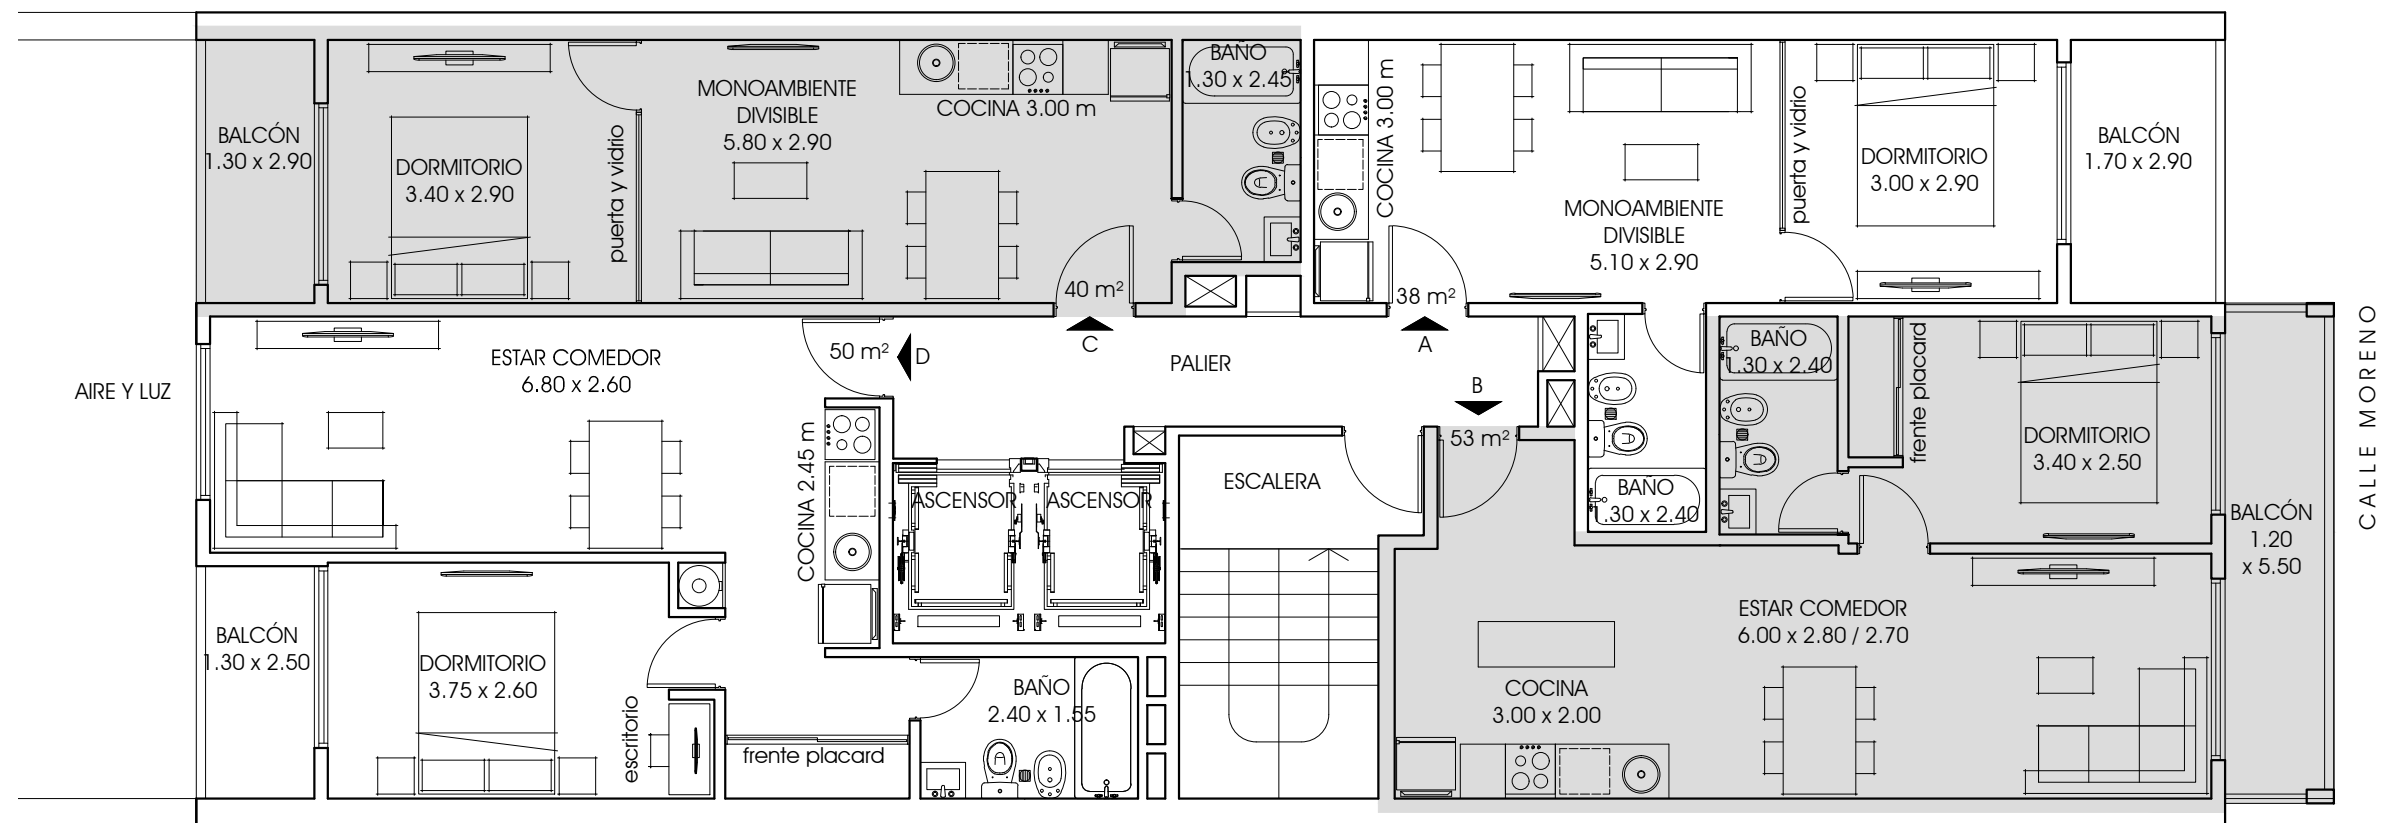 BALCÓN
1.30 x 2.90
DORMITORIO
3.40 x 2.90
puerta y vidrio
MONOAMBIENTE
DIVISIBLE
5.80 x 2.90
COCINA 3.00 m
BAÑO
1.30 x 2.45
40 m²
C
COCINA 3.00 m
MONOAMBIENTE
DIVISIBLE
5.10 x 2.90
puerta y vidrio
DORMITORIO
3.00 x 2.90
BALCÓN
1.70 x 2.90
38 m²
A
AIRE Y LUZ
ESTAR COMEDOR
6.80 x 2.60
50 m²
D
PALIER
B
53 m²
COCINA 2.45 m
ASCENSOR
ASCENSOR
ESCALERA
BAÑO
1.30 x 2.40
BAÑO
1.30 x 2.40
frente placard
DORMITORIO
3.40 x 2.50
BALCÓN
1.20
x 5.50
CALLE MORENO
BALCÓN
1.30 x 2.50
DORMITORIO
3.75 x 2.60
escritorio
frente placard
BAÑO
2.40 x 1.55
ESTAR COMEDOR
6.00 x 2.80 / 2.70
COCINA
3.00 x 2.00